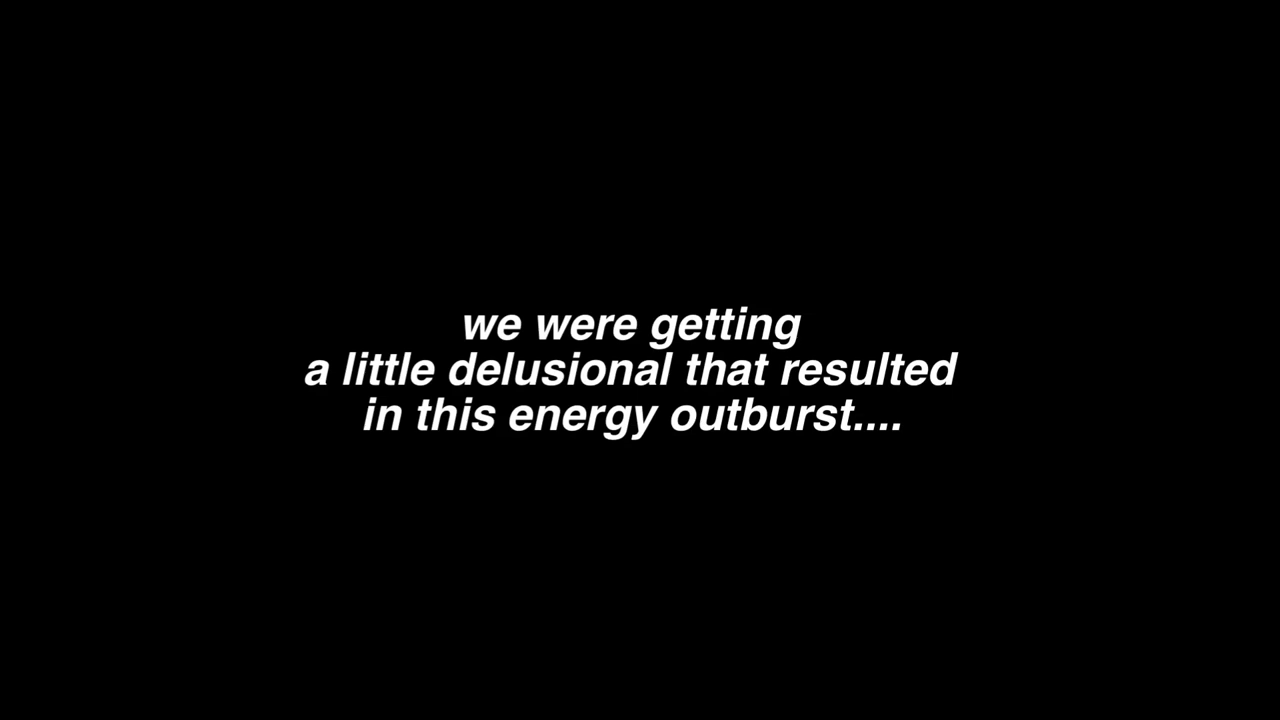 we were getting
a little delusional that resulted
in this energy outburst....